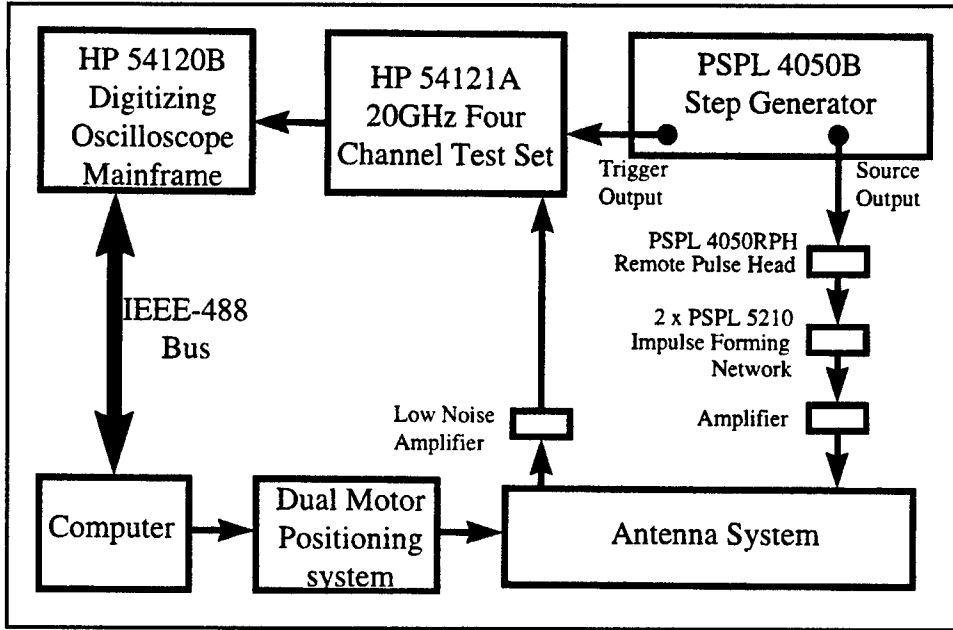 HP 54120B
Digitizing
Oscilloscope
Mainframe
HP 54121A
20GHz Four
Channel Test Set
PSPL 4050B
Step Generator
Trigger
Output
Source
Output
PSPL 4050RPH
Remote Pulse Head
2 x PSPL 5210
Impulse Forming
Network
Amplifier
IEEE-488
Bus
Low Noise
Amplifier
Computer
Dual Motor
Positioning
system
Antenna System